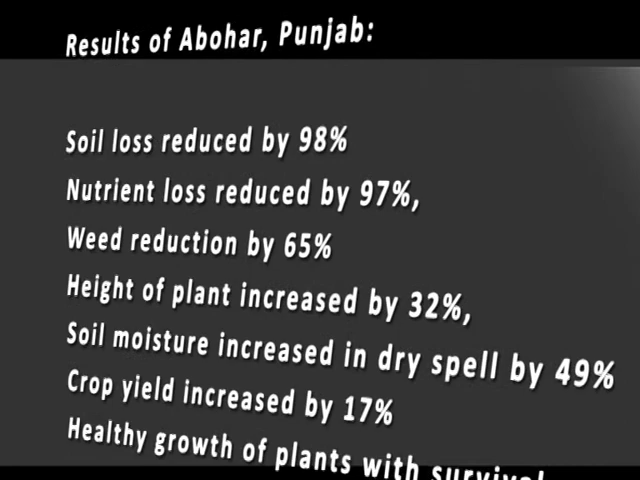 Results of Abohar, Punjab:
Soil loss reduced by 98%
Nutrient loss reduced by 97%,
Weed reduction by 65%
Height of plant increased by 32%,
Soil moisture increased in dry spell by 49%
Crop yield increased by 17%
Healthy growth of plants with survival